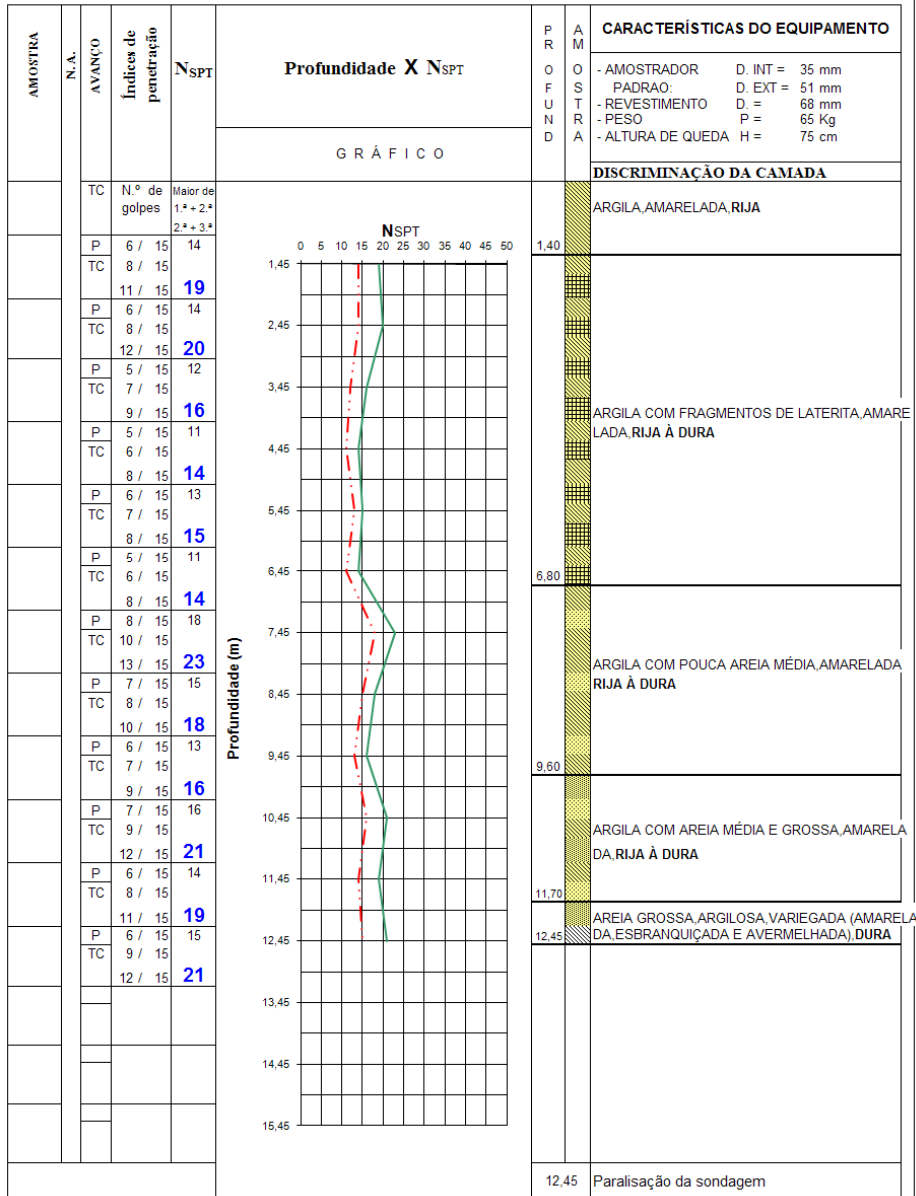 AMOSTRA
N. A.
AVANÇO
Índices de penetração
NSPT
Profundidade X NSPT
GRÁFICO
PROFUND
AMOSTRA
CARACTERÍSTICAS DO EQUIPAMENTO
- AMOSTRADOR D. INT = 35 mm
PADRAO: D. EXT = 51 mm
- REVESTIMENTO D. = 68 mm
- PESO P = 65 Kg
- ALTURA DE QUEDA H = 75 cm
DISCRIMINAÇÃO DA CAMADA
TC N.º de golpes Maior de
1.ª + 2.ª
2.ª + 3.ª
P 6 / 15 14
TC 8 / 15
11 / 15 19
P 6 / 15 14
TC 8 / 15
12 / 15 20
P 5 / 15 12
TC 7 / 15
9 / 15 16
P 5 / 15 11
TC 6 / 15
8 / 15 14
P 6 / 15 13
TC 7 / 15
8 / 15 15
P 5 / 15 11
TC 6 / 15
8 / 15 14
P 8 / 15 18
TC 10 / 15
13 / 15 23
P 7 / 15 15
TC 8 / 15
10 / 15 18
P 6 / 15 13
TC 7 / 15
9 / 15 16
P 7 / 15 16
TC 9 / 15
12 / 15 21
P 6 / 15 14
TC 8 / 15
11 / 15 19
P 6 / 15 15
TC 9 / 15
12 / 15 21
NSPT
0 5 10 15 20 25 30 35 40 45 50
Profundidade (m)
1,45
2,45
3,45
4,45
5,45
6,45
7,45
8,45
9,45
10,45
11,45
12,45
13,45
14,45
15,45
ARGILA,AMARELADA,RIJA
1,40
ARGILA COM FRAGMENTOS DE LATERITA,AMARE
LADA,RIJA À DURA
6,80
ARGILA COM POUCA AREIA MÉDIA,AMARELADA
RIJA À DURA
9,60
ARGILA COM AREIA MÉDIA E GROSSA,AMARELA
DA,RIJA À DURA
11,70
AREIA GROSSA,ARGILOSA,VARIEGADA (AMARELA
DA,ESBRANQUIÇADA E AVERMELHADA),DURA
12,45
12,45 Paralisação da sondagem